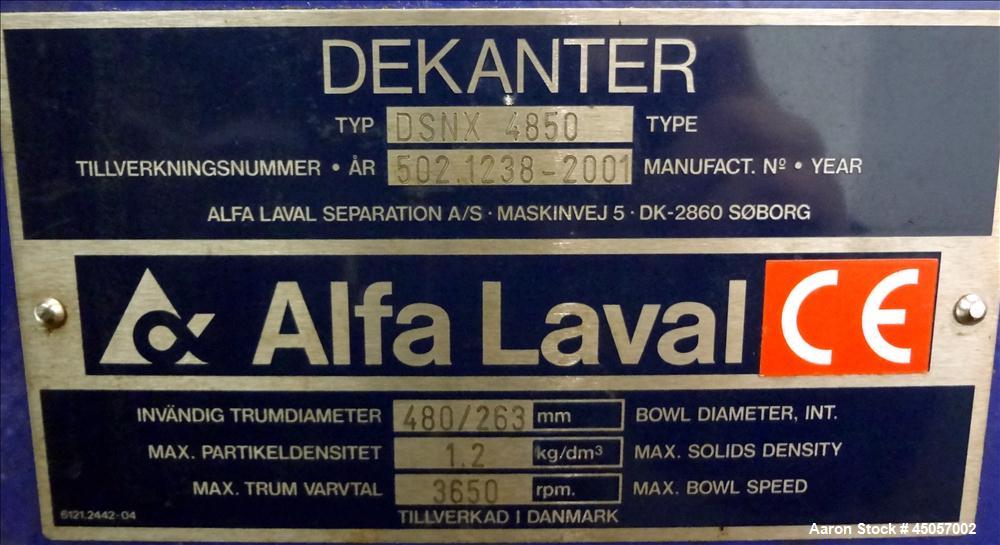 DEKANTER
TYP DSNX 4850 TYPE
TILLVERKNINGSNUMMER • ÅR 502.1238-2001 MANUFACT. Nº • YEAR
ALFA LAVAL SEPARATION A/S · MASKINVEJ 5 · DK-2860 SØBORG
Alfa Laval CE
INVÄNDIG TRUMDIAMETER 480/263 mm BOWL DIAMETER, INT.
MAX. PARTIKELDENSITET 1.2 kg/dm³ MAX. SOLIDS DENSITY
MAX. TRUM VARVTAL 3650 rpm. MAX. BOWL SPEED
6121.2442-04 TILLVERKAD I DANMARK
Aaron Stock # 45057002